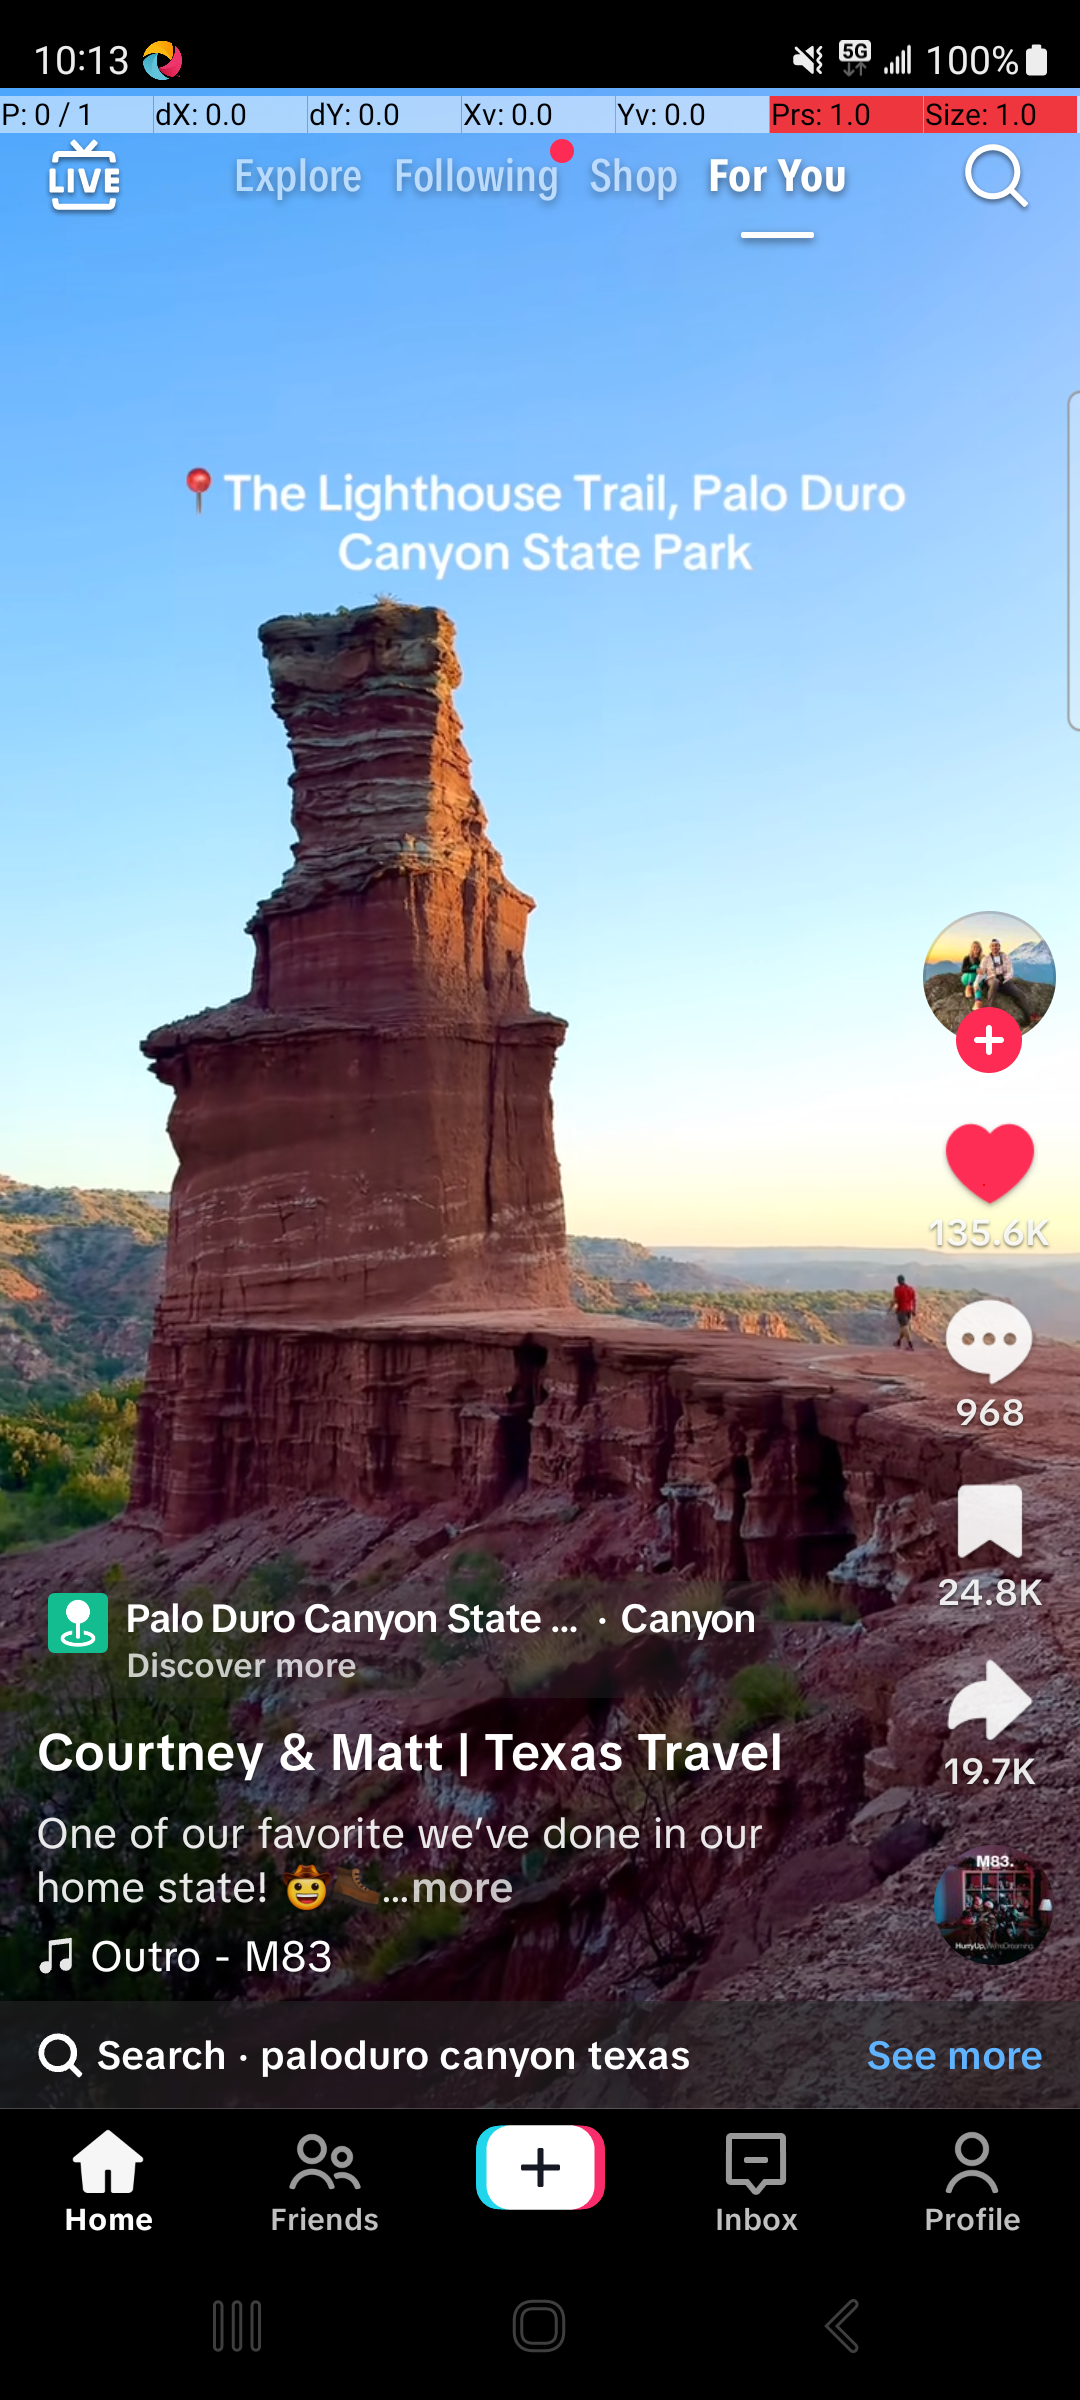 10:13
5G
100%
P: 0 / 1
dX: 0.0
dY: 0.0
Xv: 0.0
Yv: 0.0
Prs: 1.0
Size: 1.0
LIVE
Explore
Following
Shop
For You
📍The Lighthouse Trail, Palo Duro
Canyon State Park
135.6K
968
24.8K
19.7K
Palo Duro Canyon State ... · Canyon
Discover more
Courtney & Matt | Texas Travel
One of our favorite we’ve done in our
home state! 🤠🥾...more
Outro - M83
M83.
HurryUp,We'reDreaming.
Search · paloduro canyon texas
See more
Home
Friends
Inbox
Profile